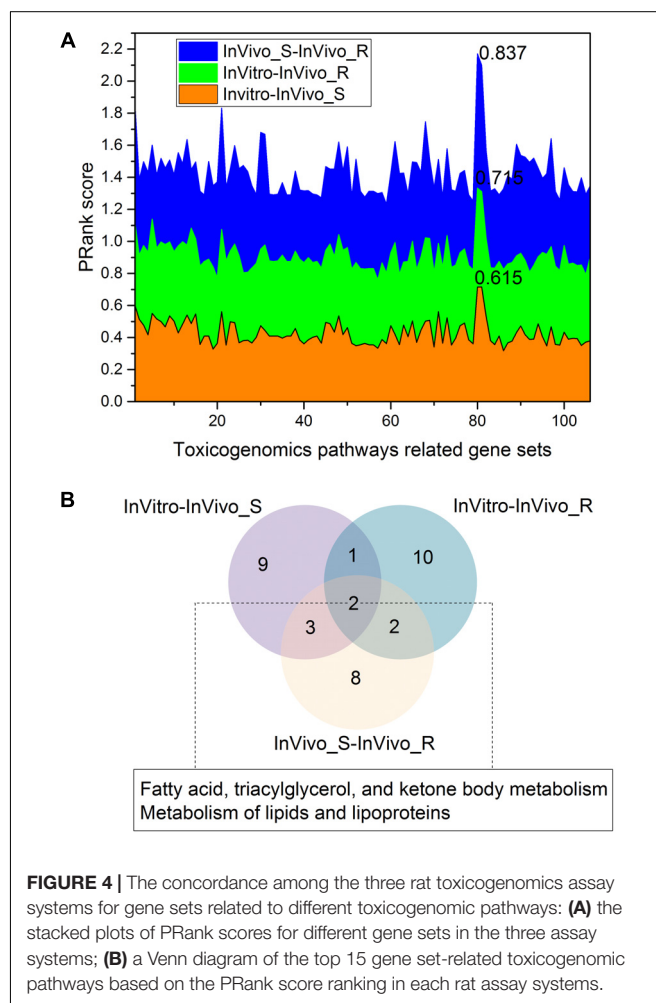 A
InVivo_S-InVivo_R
InVitro-InVivo_R
Invitro-InVivo_S
0.837
0.715
0.615
PRank score
2.2
2.0
1.8
1.6
1.4
1.2
1.0
0.8
0.6
0.4
0.2
0.0
20 40 60 80 100
Toxicogenomics pathways related gene sets
B
InVitro-InVivo_S
InVitro-InVivo_R
9
1
10
2
3
2
8
InVivo_S-InVivo_R
Fatty acid, triacylglycerol, and ketone body metabolism
Metabolism of lipids and lipoproteins
FIGURE 4 | The concordance among the three rat toxicogenomics assay
systems for gene sets related to different toxicogenomic pathways: (A) the
stacked plots of PRank scores for different gene sets in the three assay
systems; (B) a Venn diagram of the top 15 gene set-related toxicogenomic
pathways based on the PRank score ranking in each rat assay systems.